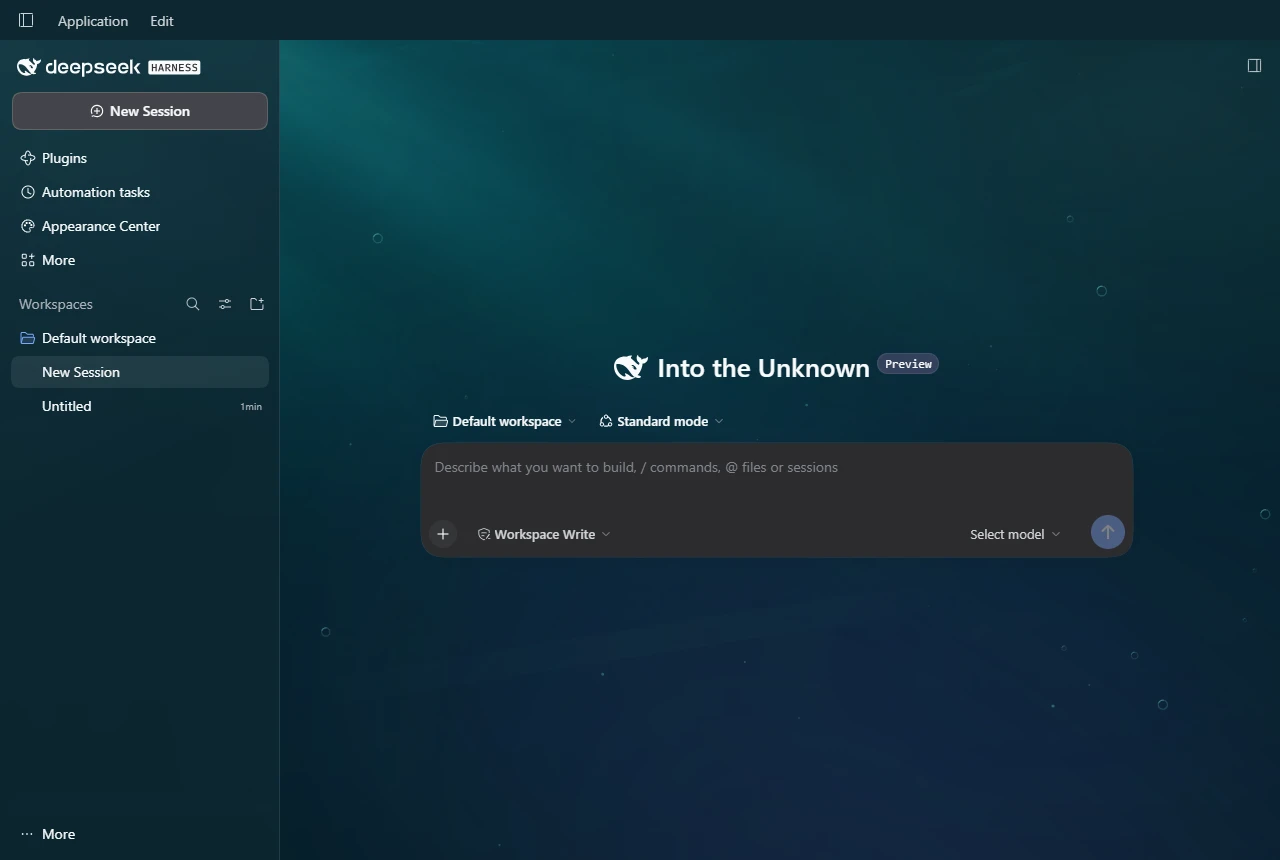 Application Edit
deepseek HARNESS
New Session
Plugins
Automation tasks
Appearance Center
More
Workspaces
Default workspace
New Session
Untitled 1min
More
Into the Unknown Preview
Default workspace Standard mode
Describe what you want to build, / commands, @ files or sessions
Workspace Write Select model